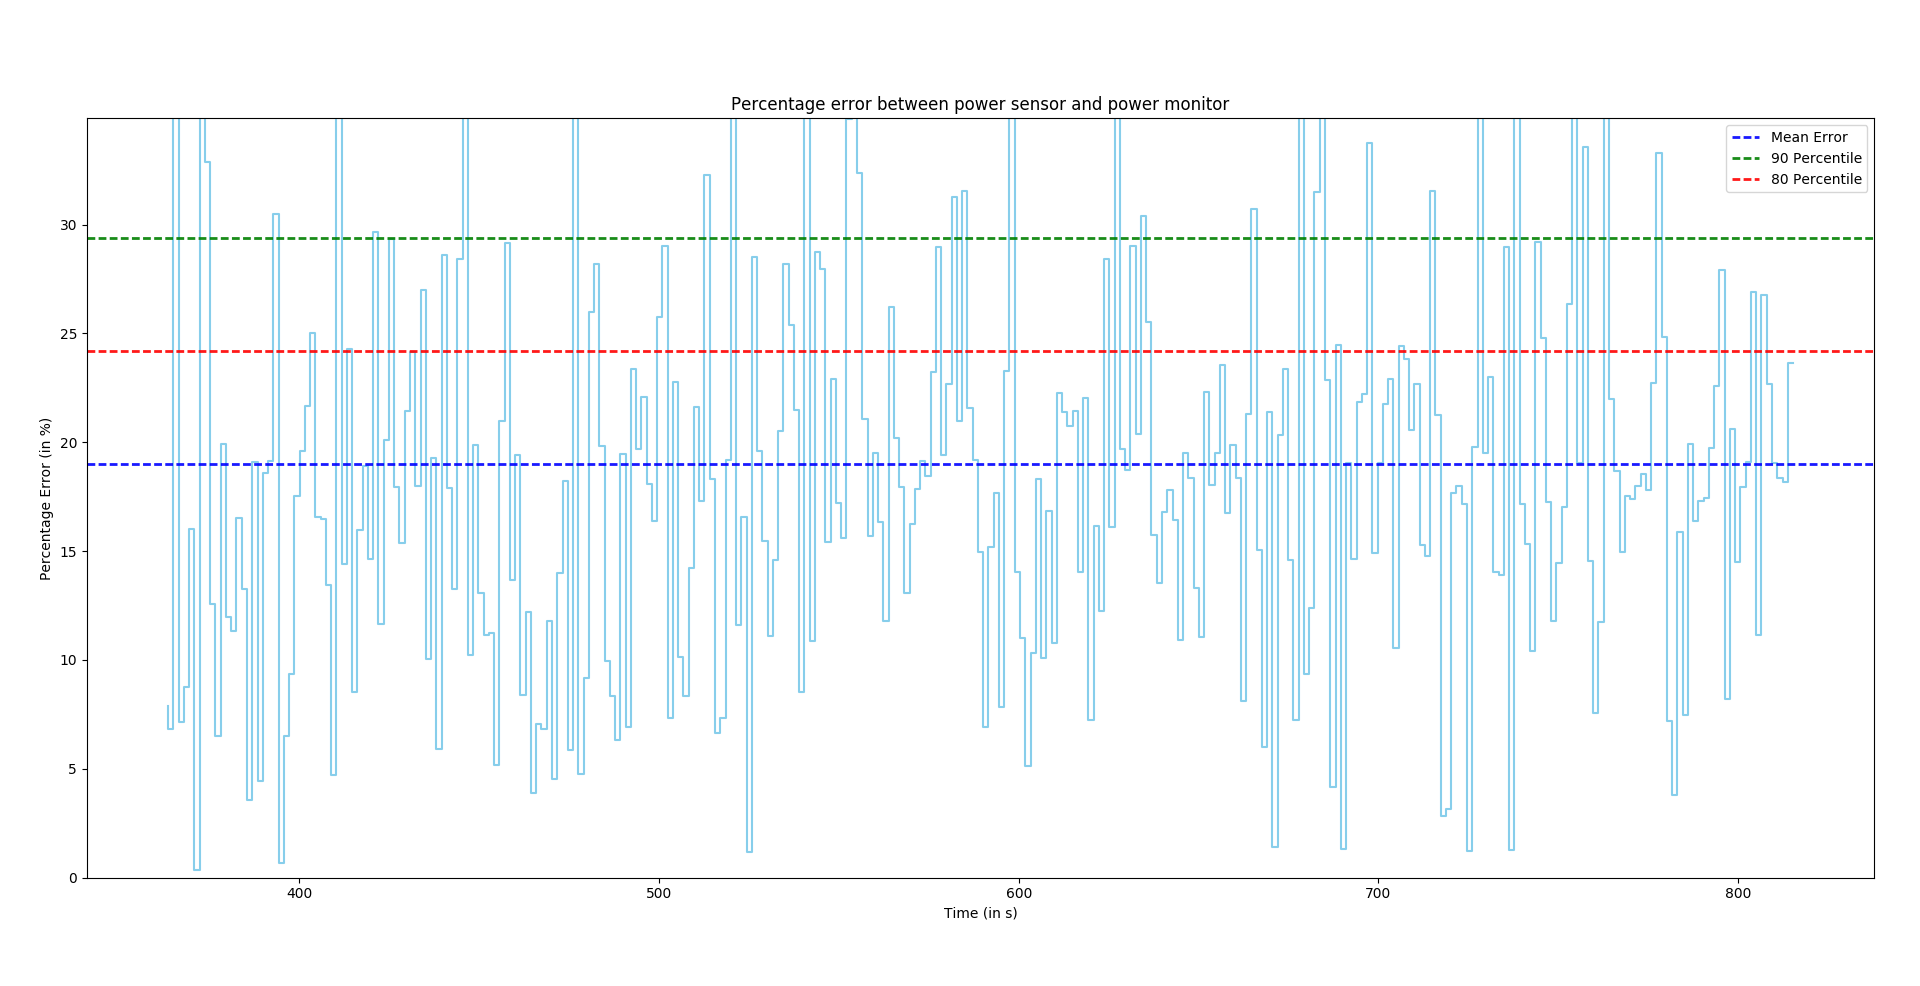 Percentage error between power sensor and power monitor
Mean Error
90 Percentile
80 Percentile
Percentage Error (in %)
30
25
20
15
10
5
0
400 500 600 700 800
Time (in s)